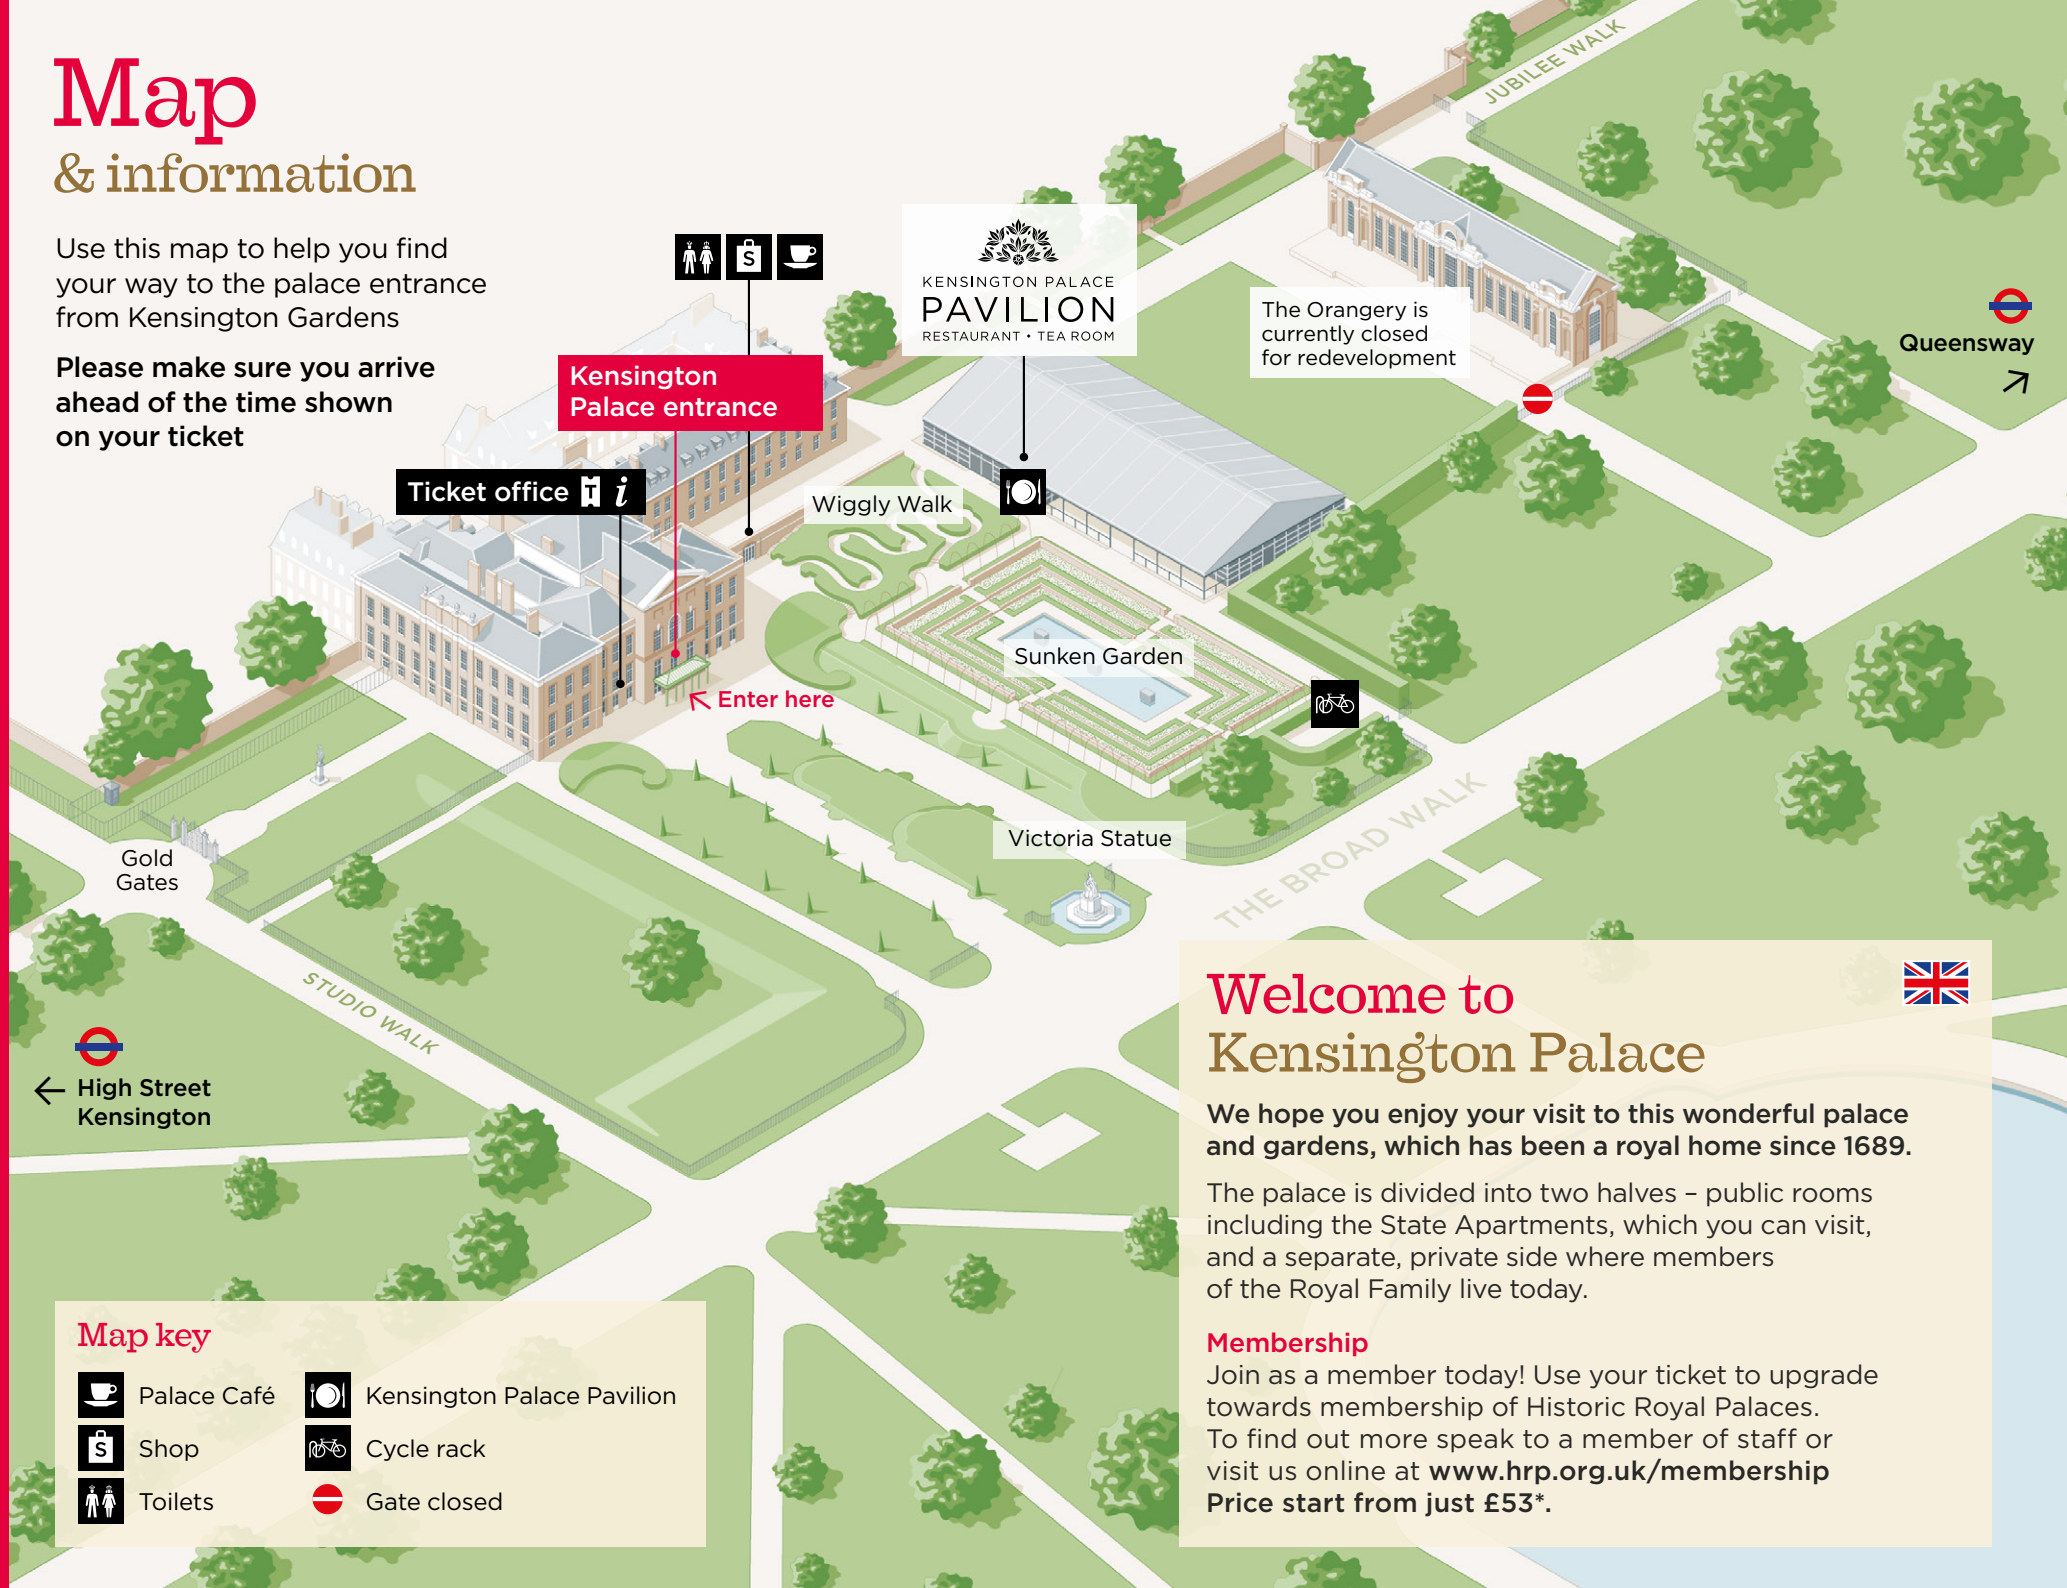 Map
& information
Use this map to help you find
your way to the palace entrance
from Kensington Gardens
Please make sure you arrive
ahead of the time shown
on your ticket
JUBILEE WALK
S
KENSINGTON PALACE
PAVILION
RESTAURANT • TEA ROOM
The Orangery is
currently closed
for redevelopment
Queensway
Kensington
Palace entrance
Ticket office T i
Wiggly Walk
Sunken Garden
Enter here
Victoria Statue
THE BROAD WALK
Gold
Gates
STUDIO WALK
High Street
Kensington
Welcome to
Kensington Palace
We hope you enjoy your visit to this wonderful palace
and gardens, which has been a royal home since 1689.
The palace is divided into two halves – public rooms
including the State Apartments, which you can visit,
and a separate, private side where members
of the Royal Family live today.
Membership
Join as a member today! Use your ticket to upgrade
towards membership of Historic Royal Palaces.
To find out more speak to a member of staff or
visit us online at www.hrp.org.uk/membership
Price start from just £53*.
Map key
Palace Café
Kensington Palace Pavilion
S Shop
Cycle rack
Toilets
Gate closed